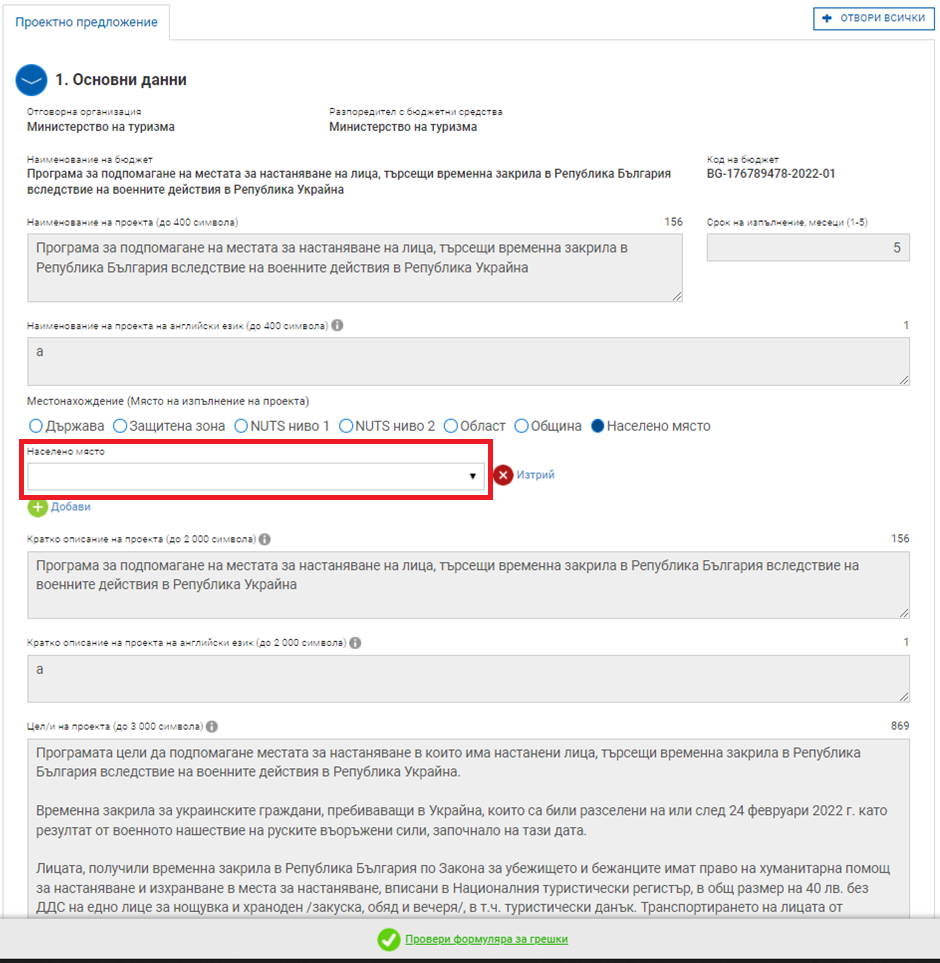 Проектно предложение
ОТВОРИ ВСИЧКИ
1. Основни данни
Отговорна организация
Разпоредител с бюджетни средства
Министерство на туризма
Министерство на туризма
Наименование на бюджет
Код на бюджет
Програма за подпомагане на местата за настаняване на лица, търсещи временна закрила в Република България
BG-176789478-2022-01
вследствие на военните действия в Република Украйна
Наименование на проекта (до 400 символа)
156
Срок на изпълнение, месеци (1-5)
Програма за подпомагане на местата за настаняване на лица, търсещи временна закрила в
5
Република България вследствие на военните действия в Република Украйна
Наименование на проекта на английски език (до 400 символа)
1
а
Местонахождение (Място на изпълнение на проекта)
Държава Защитена зона NUTS ниво 1 NUTS ниво 2 Област Община Населено място
Населено място
Изтрий
Добави
Кратко описание на проекта (до 2 000 символа)
156
Програма за подпомагане на местата за настаняване на лица, търсещи временна закрила в Република България вследствие на
военните действия в Република Украйна
Кратко описание на проекта на английски език (до 2 000 символа)
1
а
Цел/и на проекта (до 3 000 символа)
869
Програмата цели да подпомагане местата за настаняване в които има настанени лица, търсещи временна закрила в Република
България вследствие на военните действия в Република Украйна.
Временна закрила за украинските граждани, пребиваващи в Украйна, които са били разселени на или след 24 февруари 2022 г. като
резултат от военното нашествие на руските въоръжени сили, започнало на тази дата.
Лицата, получили временна закрила в Република България по Закона за убежището и бежанците имат право на хуманитарна помощ
за настаняване и изхранване в места за настаняване, вписани в Националния туристически регистър, в общ размер на 40 лв. без
ДДС на едно лице за нощувка и храноден /закуска, обяд и вечеря/, в т.ч. туристически данък. Транспортирането на лицата от
Провери формуляра за грешки